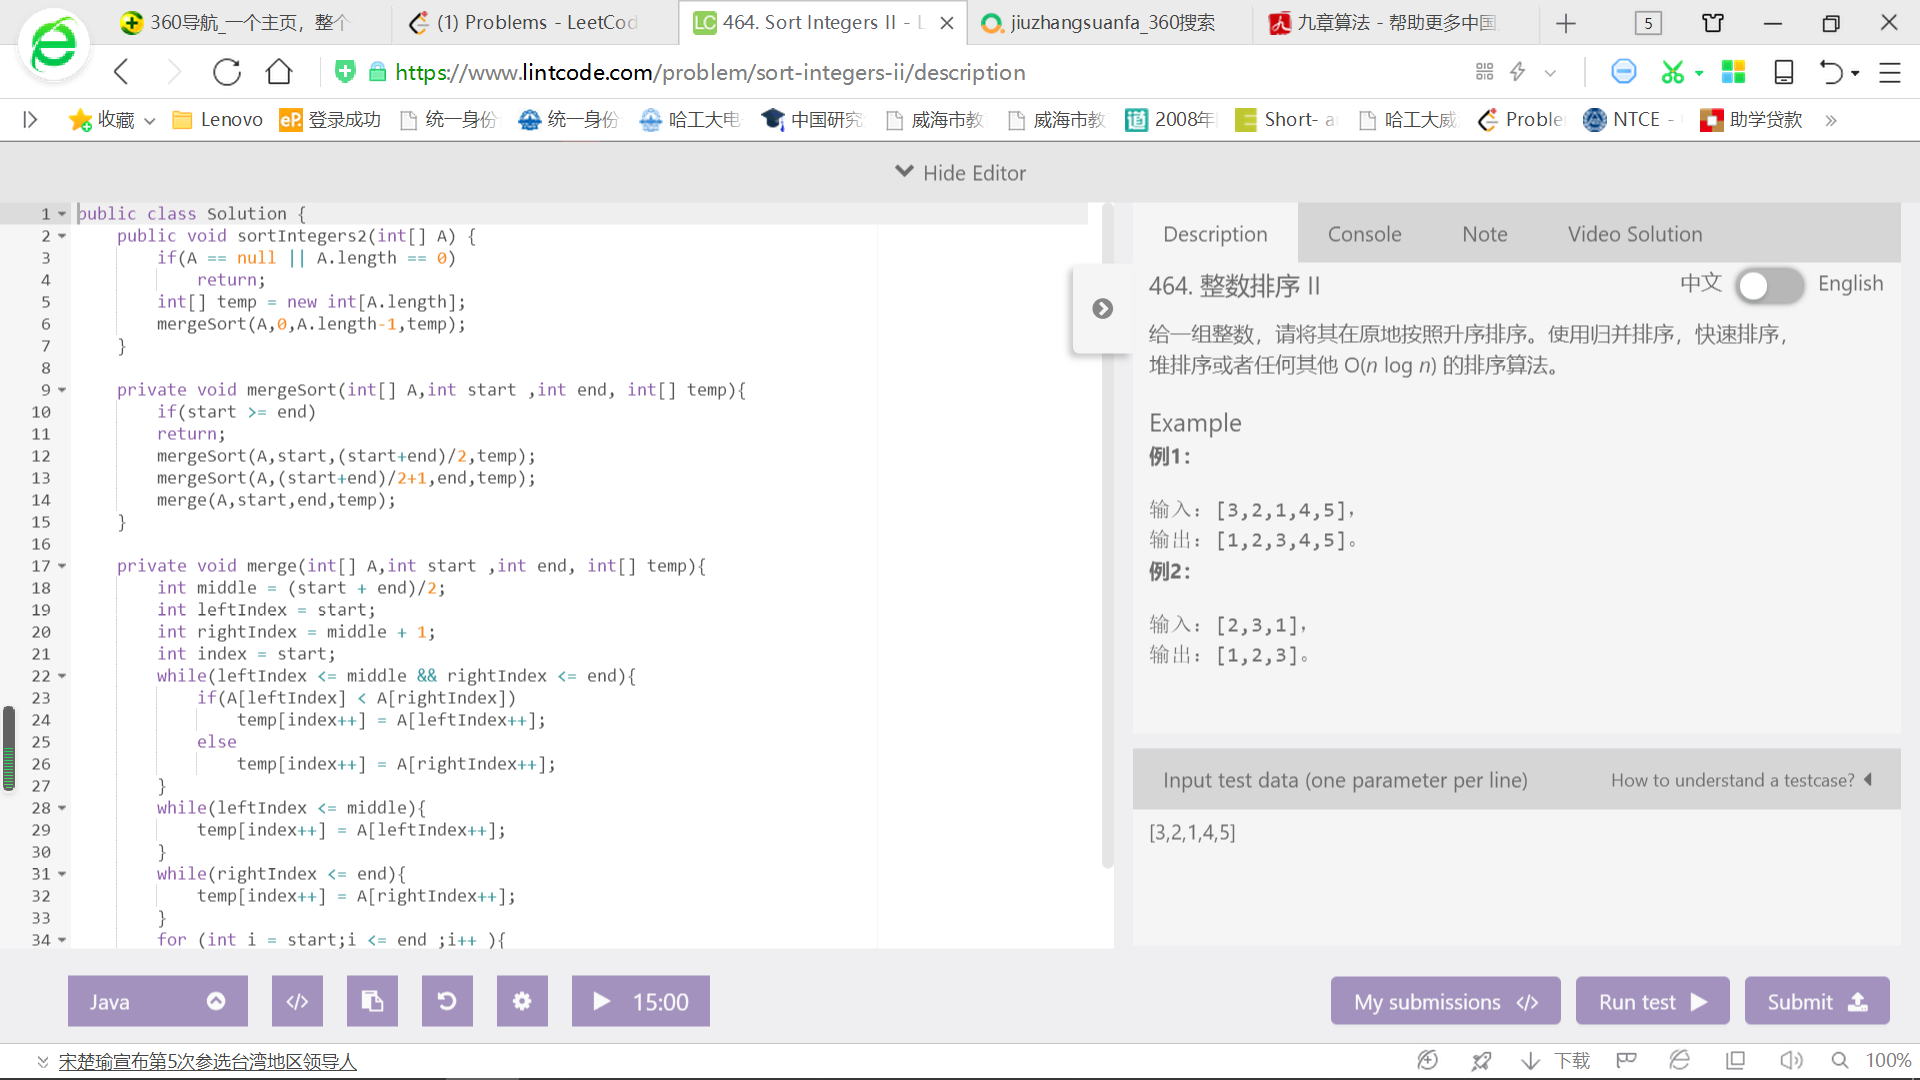 360导航_一个主页，整个
(1) Problems - LeetCod
464. Sort Integers II - L
jiuzhangsuanfa_360搜索
九章算法 - 帮助更多中国
5
https://www.lintcode.com/problem/sort-integers-ii/description
收藏
Lenovo
登录成功
统一身份
统一身份
哈工大电
中国研究
威海市教
威海市教
2008年
Short- a
哈工大威
Proble
NTCE -
助学贷款
Hide Editor
1 public class Solution {
2 public void sortIntegers2(int[] A) {
3 if(A == null || A.length == 0)
4 return;
5 int[] temp = new int[A.length];
6 mergeSort(A,0,A.length-1,temp);
7 }
8
9 private void mergeSort(int[] A,int start ,int end, int[] temp){
10 if(start >= end)
11 return;
12 mergeSort(A,start,(start+end)/2,temp);
13 mergeSort(A,(start+end)/2+1,end,temp);
14 merge(A,start,end,temp);
15 }
16
17 private void merge(int[] A,int start ,int end, int[] temp){
18 int middle = (start + end)/2;
19 int leftIndex = start;
20 int rightIndex = middle + 1;
21 int index = start;
22 while(leftIndex <= middle && rightIndex <= end){
23 if(A[leftIndex] < A[rightIndex])
24 temp[index++] = A[leftIndex++];
25 else
26 temp[index++] = A[rightIndex++];
27 }
28 while(leftIndex <= middle){
29 temp[index++] = A[leftIndex++];
30 }
31 while(rightIndex <= end){
32 temp[index++] = A[rightIndex++];
33 }
34 for (int i = start;i <= end ;i++ ){
Description
Console
Note
Video Solution
464. 整数排序 II
中文
English
给一组整数，请将其在原地按照升序排序。使用归并排序，快速排序，
堆排序或者任何其他 O(n log n) 的排序算法。
Example
例1：
输入：[3,2,1,4,5]，
输出：[1,2,3,4,5]。
例2：
输入：[2,3,1]，
输出：[1,2,3]。
Input test data (one parameter per line)
How to understand a testcase?
[3,2,1,4,5]
Java
</>
15:00
My submissions </>
Run test
Submit
宋楚瑜宣布第5次参选台湾地区领导人
下载
100%